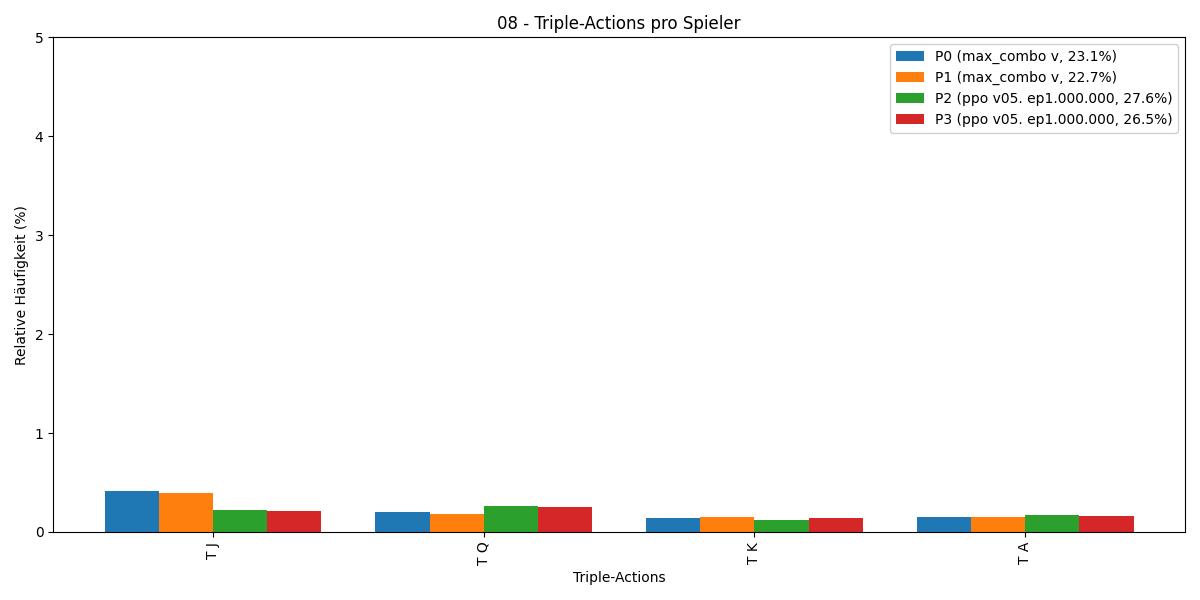 08 - Triple-Actions pro Spieler
P0 (max_combo v, 23.1%)
P1 (max_combo v, 22.7%)
P2 (ppo v05. ep1.000.000, 27.6%)
P3 (ppo v05. ep1.000.000, 26.5%)
Relative Häufigkeit (%)
5
4
3
2
1
0
T J
T Q
T K
T A
Triple-Actions